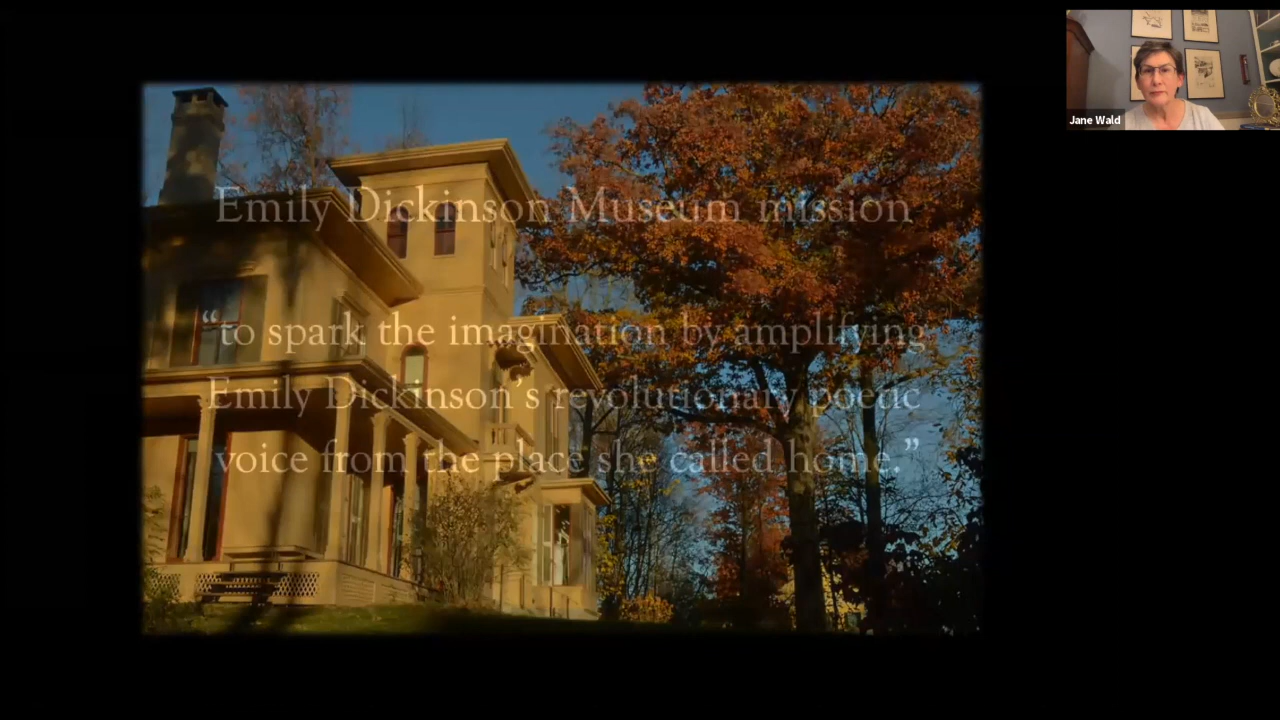 Emily Dickinson Museum mission
“to spark the imagination by amplifying
Emily Dickinson’s revolutionary poetic
voice from the place she called home.”
Jane Wald